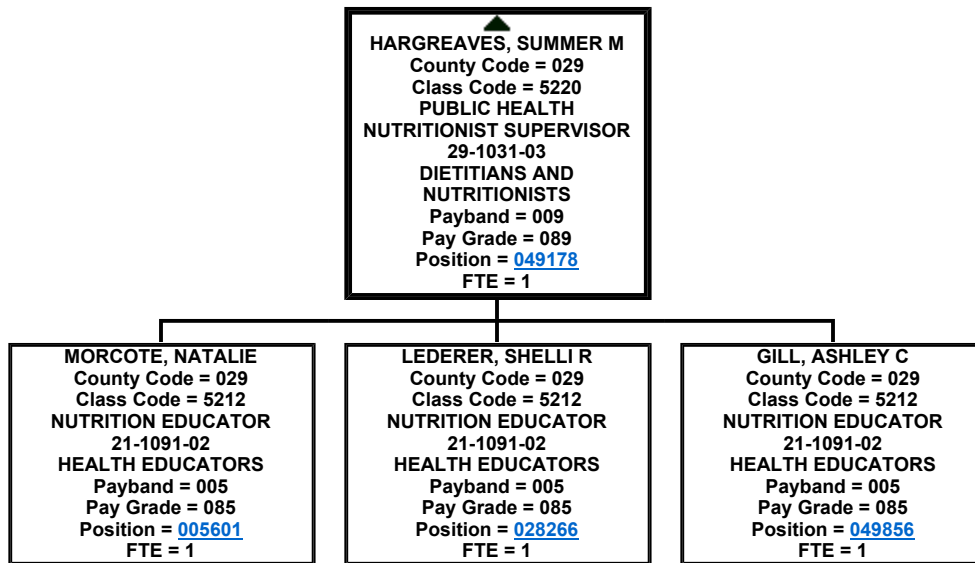 HARGREAVES, SUMMER M
County Code = 029
Class Code = 5220
PUBLIC HEALTH
NUTRITIONIST SUPERVISOR
29-1031-03
DIETITIANS AND
NUTRITIONISTS
Payband = 009
Pay Grade = 089
Position = 049178
FTE = 1
MORCOTE, NATALIE
County Code = 029
Class Code = 5212
NUTRITION EDUCATOR
21-1091-02
HEALTH EDUCATORS
Payband = 005
Pay Grade = 085
Position = 005601
FTE = 1
LEDERER, SHELLI R
County Code = 029
Class Code = 5212
NUTRITION EDUCATOR
21-1091-02
HEALTH EDUCATORS
Payband = 005
Pay Grade = 085
Position = 028266
FTE = 1
GILL, ASHLEY C
County Code = 029
Class Code = 5212
NUTRITION EDUCATOR
21-1091-02
HEALTH EDUCATORS
Payband = 005
Pay Grade = 085
Position = 049856
FTE = 1